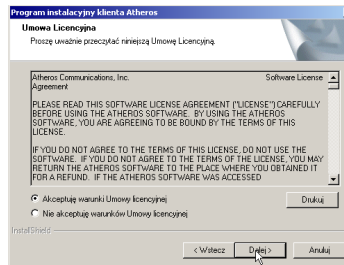 Program instalacyjny klienta Atheros
Umowa Licencyjna
Proszę uważnie przeczytać niniejszą Umowę Licencyjną.
Atheros Communications, Inc. Software License
Agreement
PLEASE READ THIS SOFTWARE LICENSE AGREEMENT ("LICENSE") CAREFULLY
BEFORE USING THE ATHEROS SOFTWARE. BY USING THE ATHEROS
SOFTWARE, YOU ARE AGREEING TO BE BOUND BY THE TERMS OF THIS
LICENSE.
IF YOU DO NOT AGREE TO THE TERMS OF THIS LICENSE, DO NOT USE THE
SOFTWARE. IF YOU DO NOT AGREE TO THE TERMS OF THE LICENSE, YOU MAY
RETURN THE ATHEROS SOFTWARE TO THE PLACE WHERE YOU OBTAINED IT
FOR A REFUND. IF THE ATHEROS SOFTWARE WAS ACCESSED
Akceptuję warunki Umowy licencyjnej
Drukuj
Nie akceptuję warunków Umowy licencyjnej
InstallShield
< Wstecz Dalej > Anuluj